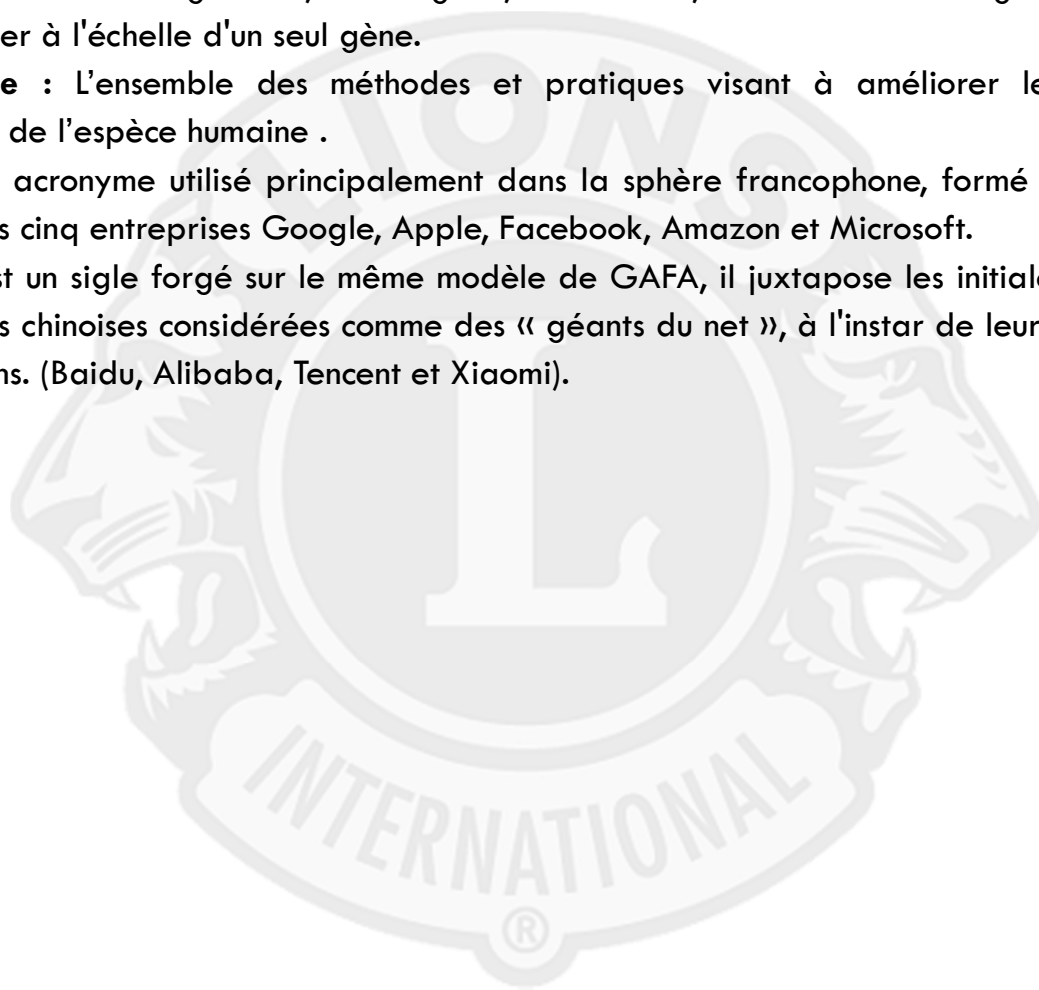 er à l'échelle d'un seul gène.
e : L’ensemble des méthodes et pratiques visant à améliorer le
de l’espèce humaine .
acronyme utilisé principalement dans la sphère francophone, formé
s cinq entreprises Google, Apple, Facebook, Amazon et Microsoft.
st un sigle forgé sur le même modèle de GAFA, il juxtapose les initiale
s chinoises considérées comme des « géants du net », à l'instar de leur
ns. (Baidu, Alibaba, Tencent et Xiaomi).
LIONS
L
INTERNATIONAL
®